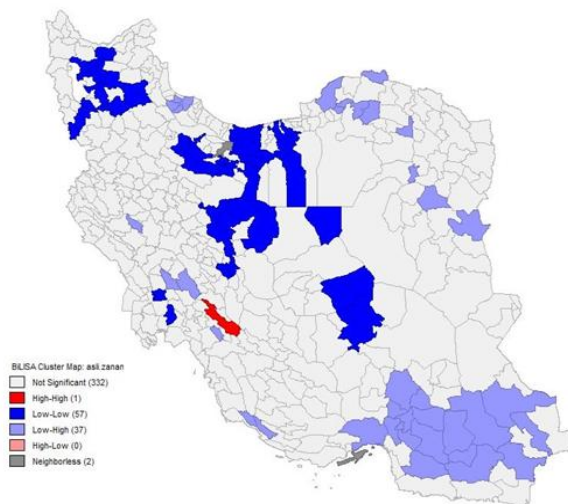 BiLISA Cluster Map: asli.zanan
Not Significant (332)
High-High (1)
Low-Low (57)
Low-High (37)
High-Low (0)
Neighborless (2)